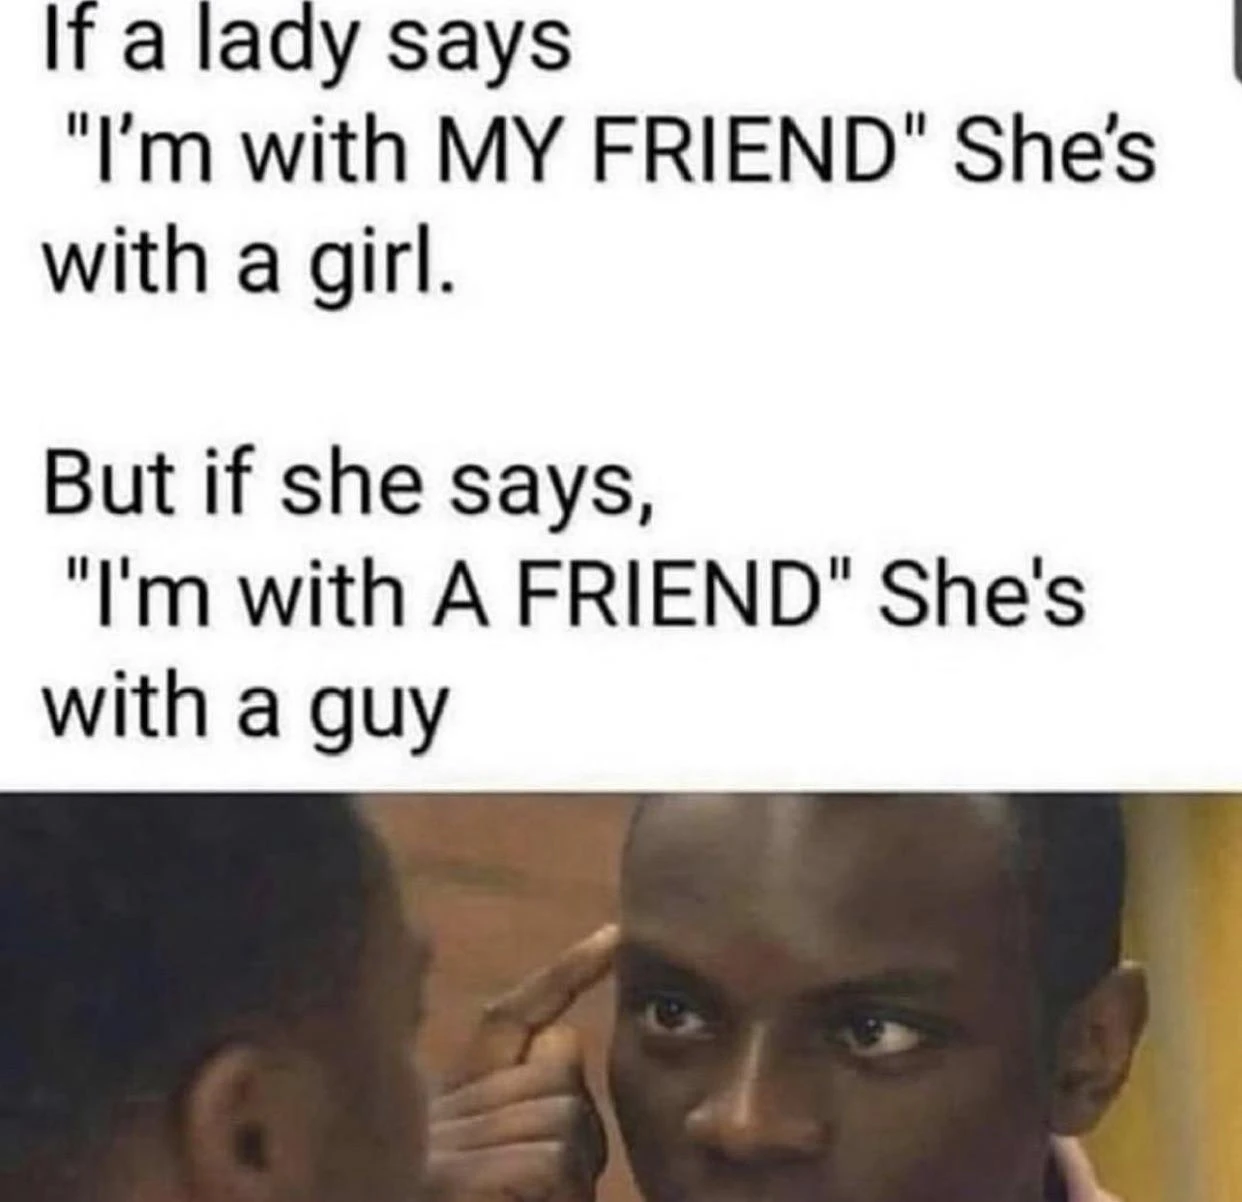 If a lady says
"I’m with MY FRIEND" She’s
with a girl.
But if she says,
"I'm with A FRIEND" She's
with a guy